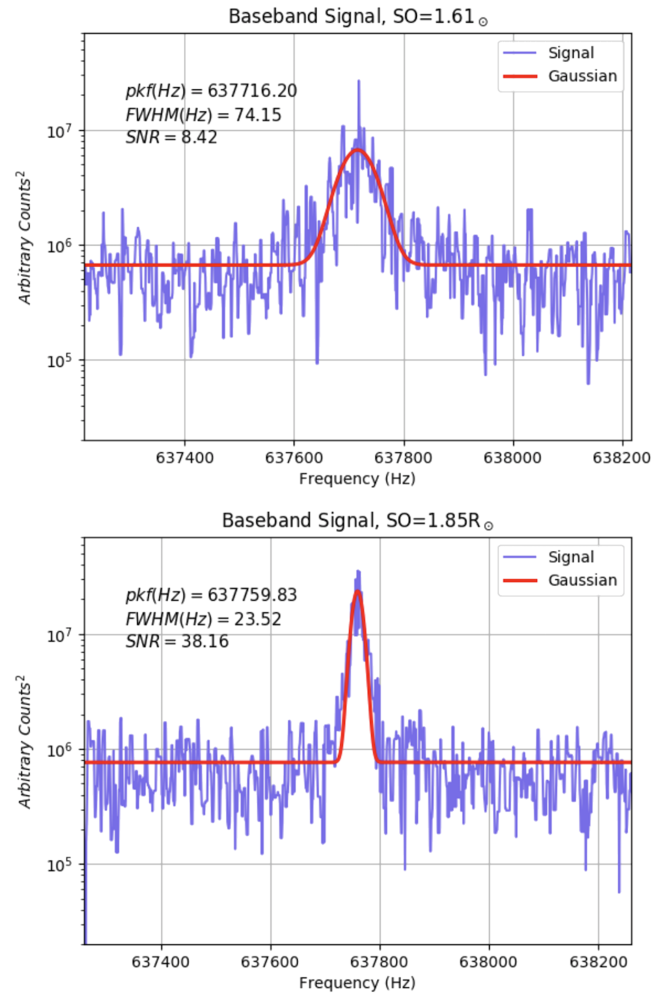 Baseband Signal, SO=1.61⊙
Signal
Gaussian
pkf(Hz) = 637716.20
FWHM(Hz) = 74.15
SNR = 8.42
10⁷
10⁶
10⁵
Arbitrary Counts²
637400 637600 637800 638000 638200
Frequency (Hz)
Baseband Signal, SO=1.85R⊙
Signal
Gaussian
pkf(Hz) = 637759.83
FWHM(Hz) = 23.52
SNR = 38.16
10⁷
10⁶
10⁵
Arbitrary Counts²
637400 637600 637800 638000 638200
Frequency (Hz)